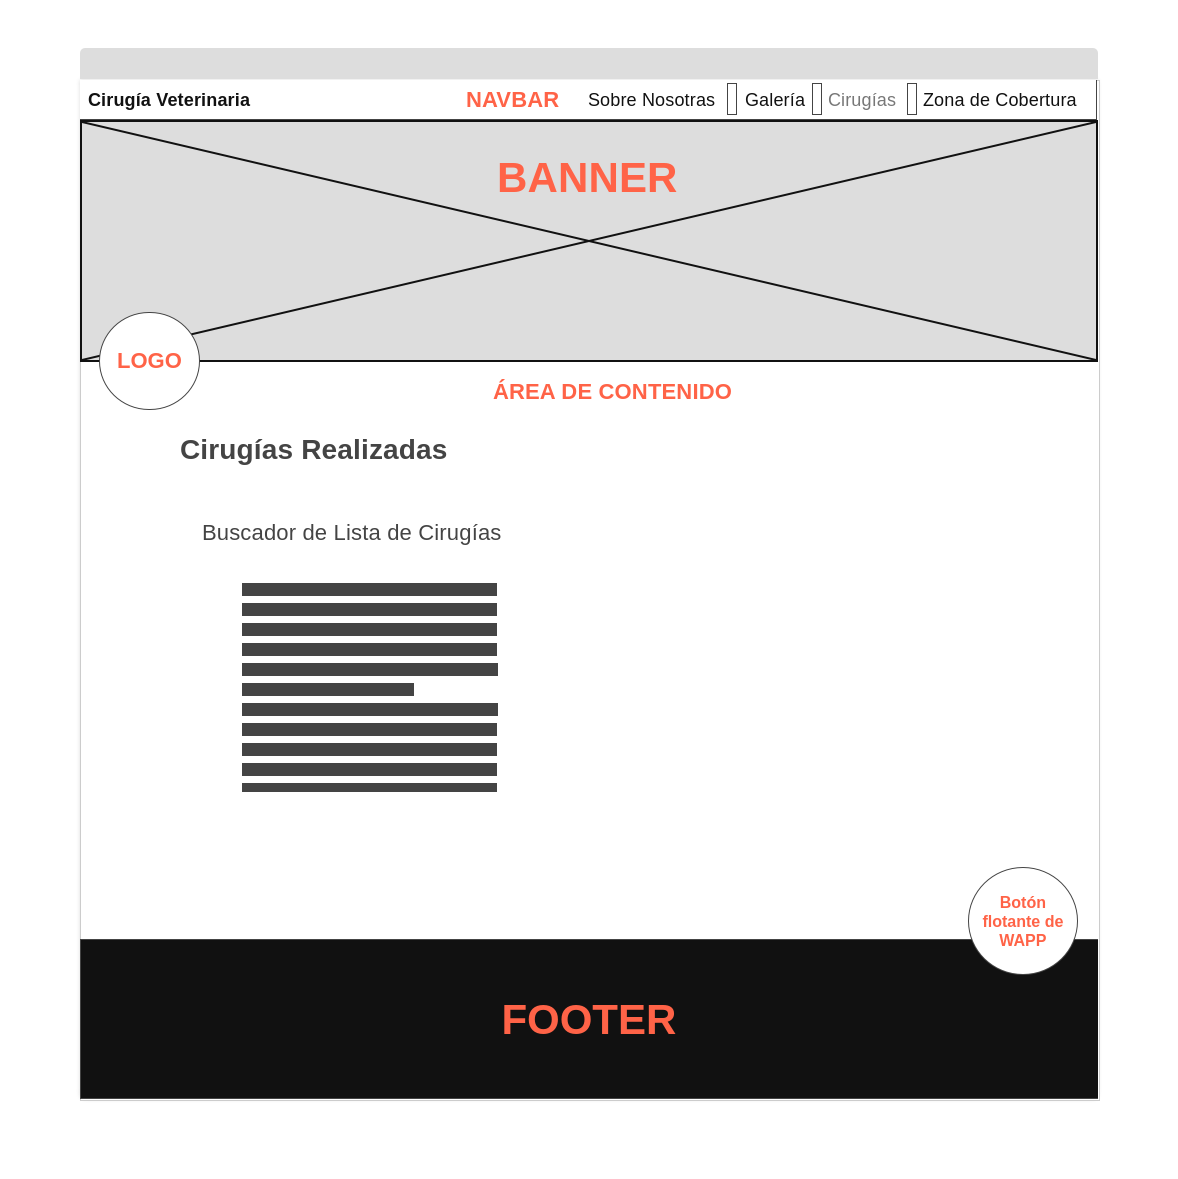 Cirugía Veterinaria NAVBAR Sobre Nosotras Galería Cirugías Zona de Cobertura
BANNER
LOGO
ÁREA DE CONTENIDO
Cirugías Realizadas
Buscador de Lista de Cirugías
Botón
flotante de
WAPP
FOOTER